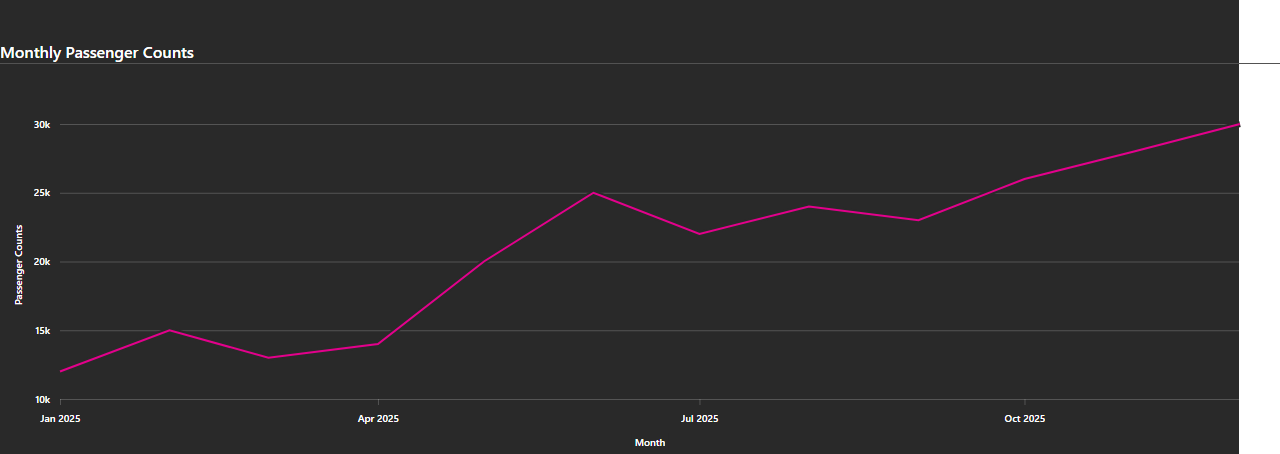 Monthly Passenger Counts
30k
25k
20k
15k
10k
Passenger Counts
Jan 2025
Apr 2025
Jul 2025
Oct 2025
Month